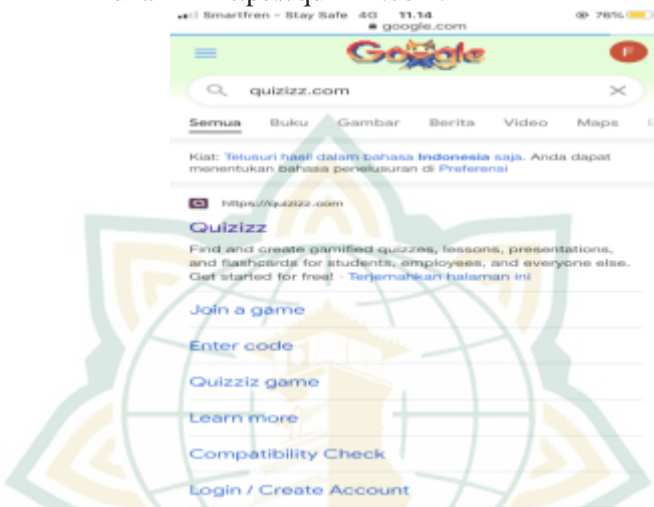 Smartfren - Stay Safe 4G 11.14 76%
google.com
Google
F
quizizz.com
Semua Buku Gambar Berita Video Maps
Kiat: Telusuri hasil dalam bahasa Indonesia saja. Anda dapat
menentukan bahasa penelusuran di Preferensi
https://quizizz.com
Quizizz
Find and create gamified quizzes, lessons, presentations,
and flashcards for students, employees, and everyone else.
Get started for free! · Terjemahkan halaman ini
Join a game
Enter code
Quizziz game
Learn more
Compatibility Check
Login / Create Account